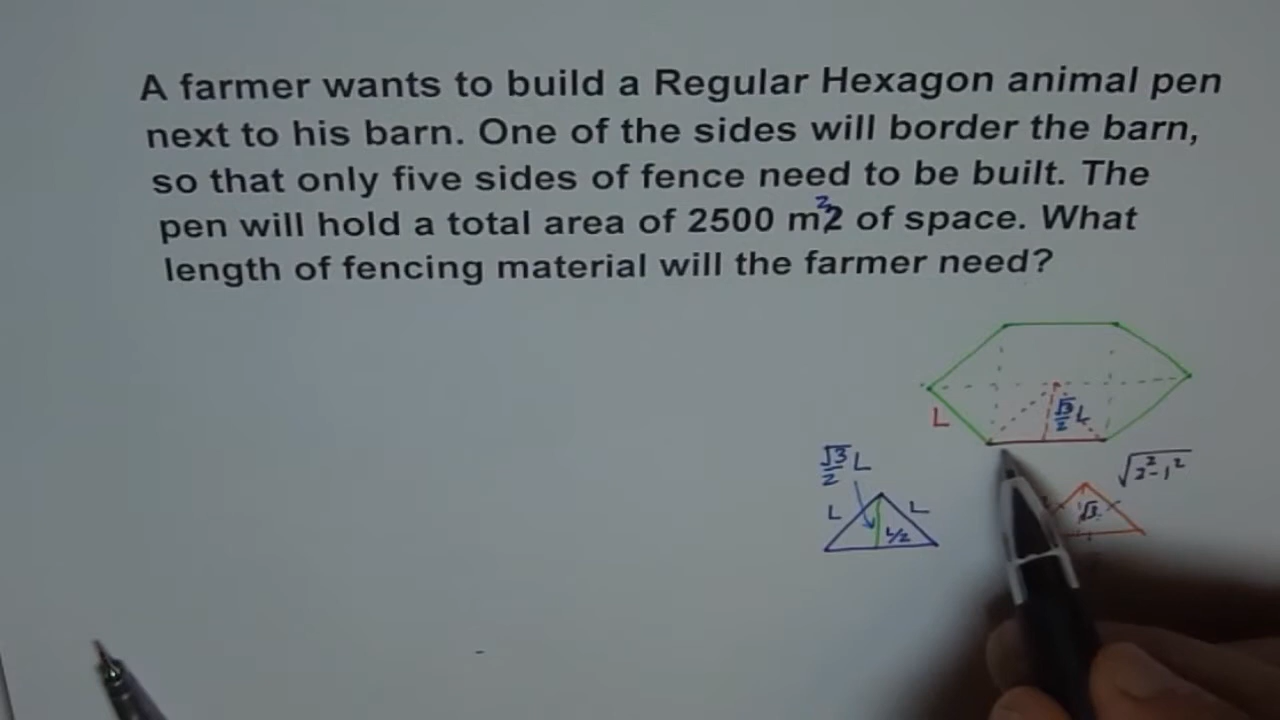 A farmer wants to build a Regular Hexagon animal pen
next to his barn. One of the sides will border the barn,
so that only five sides of fence need to be built. The
pen will hold a total area of 2500 m²2 of space. What
length of fencing material will the farmer need?
L
√3/2 L
√3/2 L
L
L
L/2
√2²-1²
√3